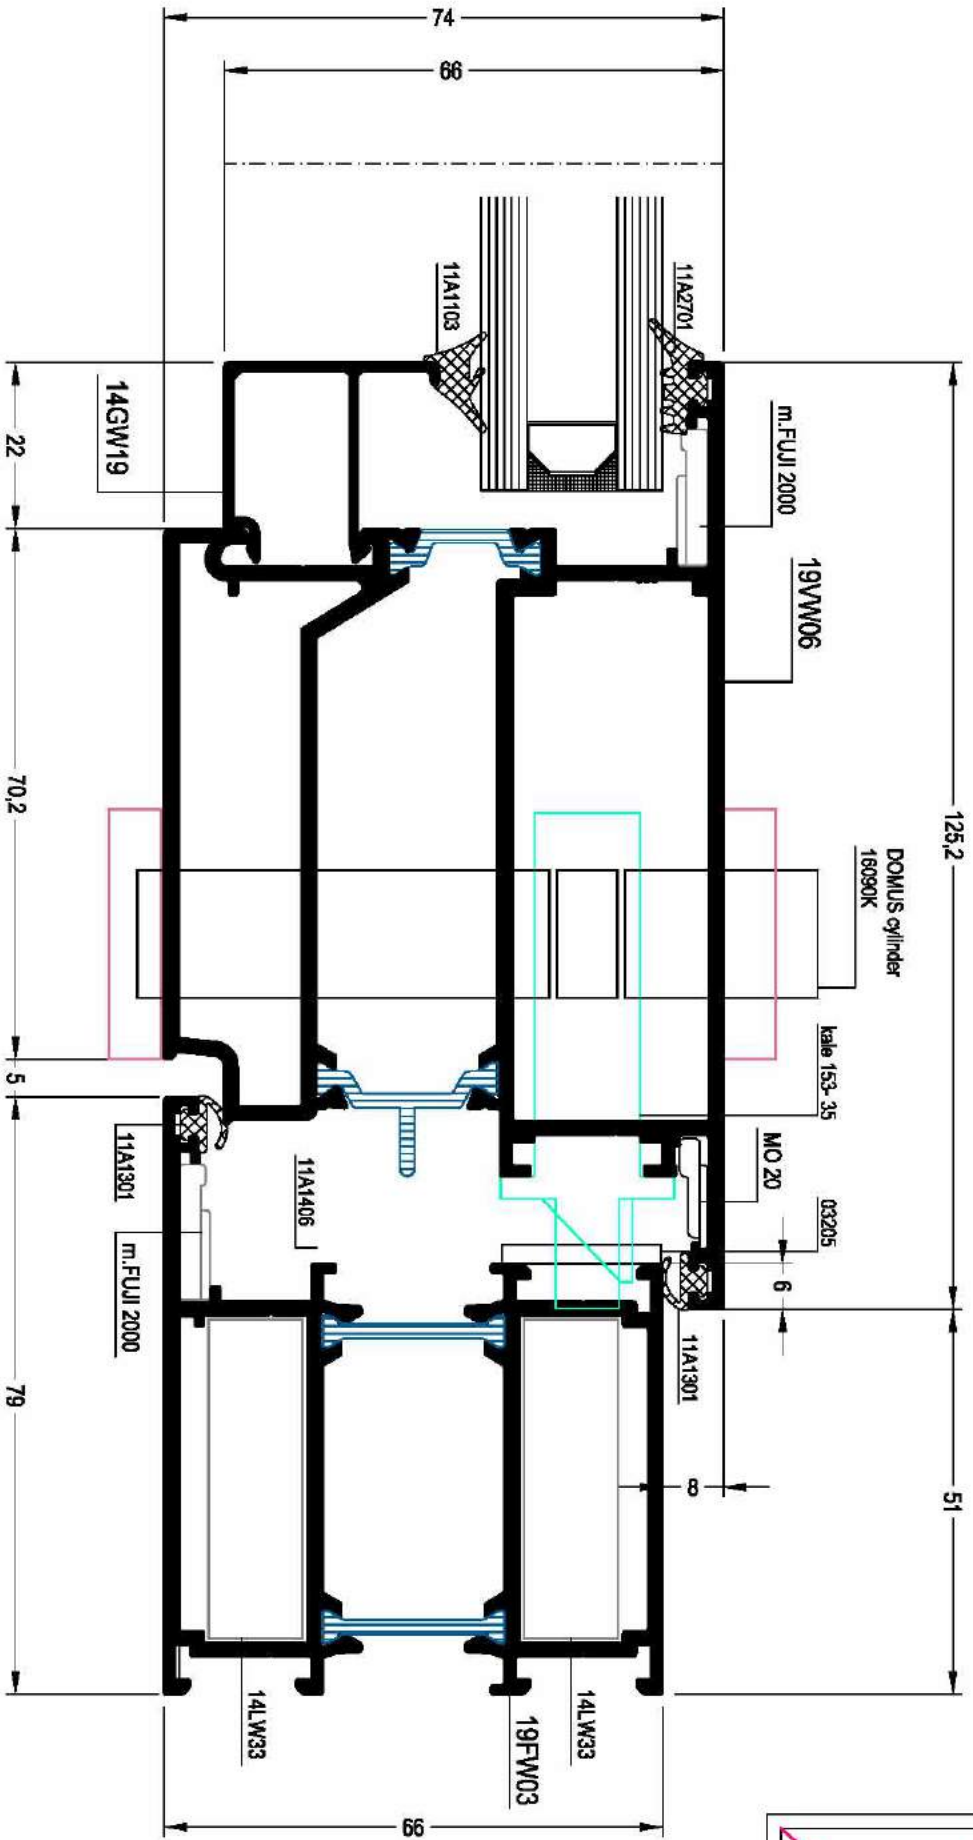 74
66
11A1103
11A2701
m.FUJI 2000
14GW19
19VW06
22
70,2
125,2
DOMUS cylinder
16090K
kale 153- 35
5
MO 20
03205
6
11A1301
m.FUJI 2000
11A1406
11A1301
79
8
51
14LW33
14LW33
19FW03
66